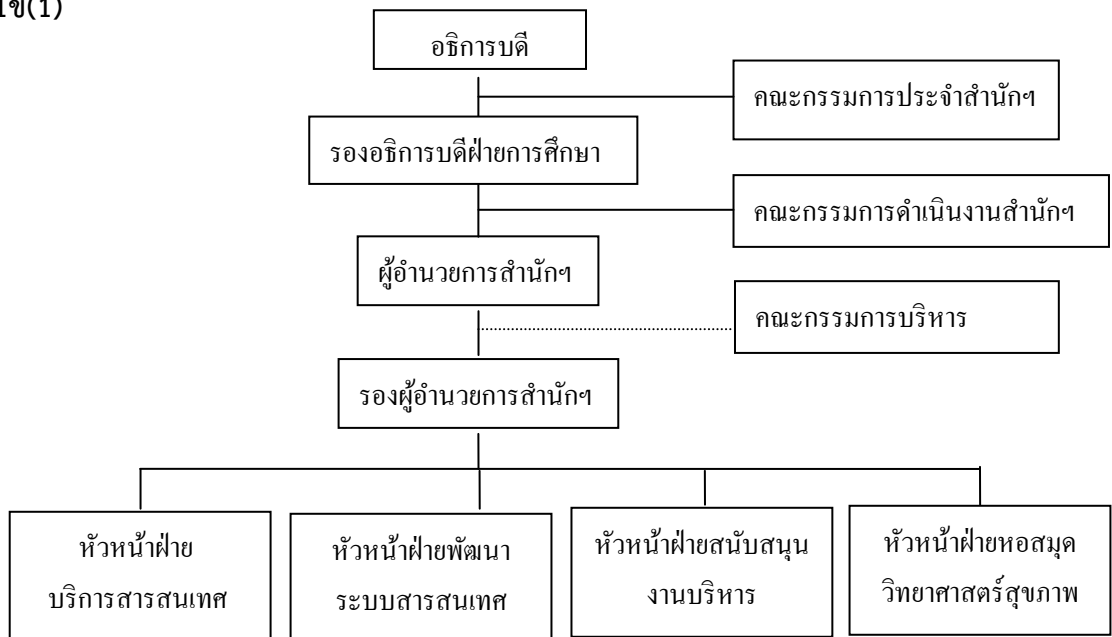 ไข(1)
อธิการบดี
คณะกรรมการประจำสำนักฯ
รองอธิการบดีฝ่ายการศึกษา
คณะกรรมการดำเนินงานสำนักฯ
ผู้อำนวยการสำนักฯ
คณะกรรมการบริหาร
รองผู้อำนวยการสำนักฯ
หัวหน้าฝ่าย
บริการสารสนเทศ
หัวหน้าฝ่ายพัฒนา
ระบบสารสนเทศ
หัวหน้าฝ่ายสนับสนุน
งานบริหาร
หัวหน้าฝ่ายหอสมุด
วิทยาศาสตร์สุขภาพ